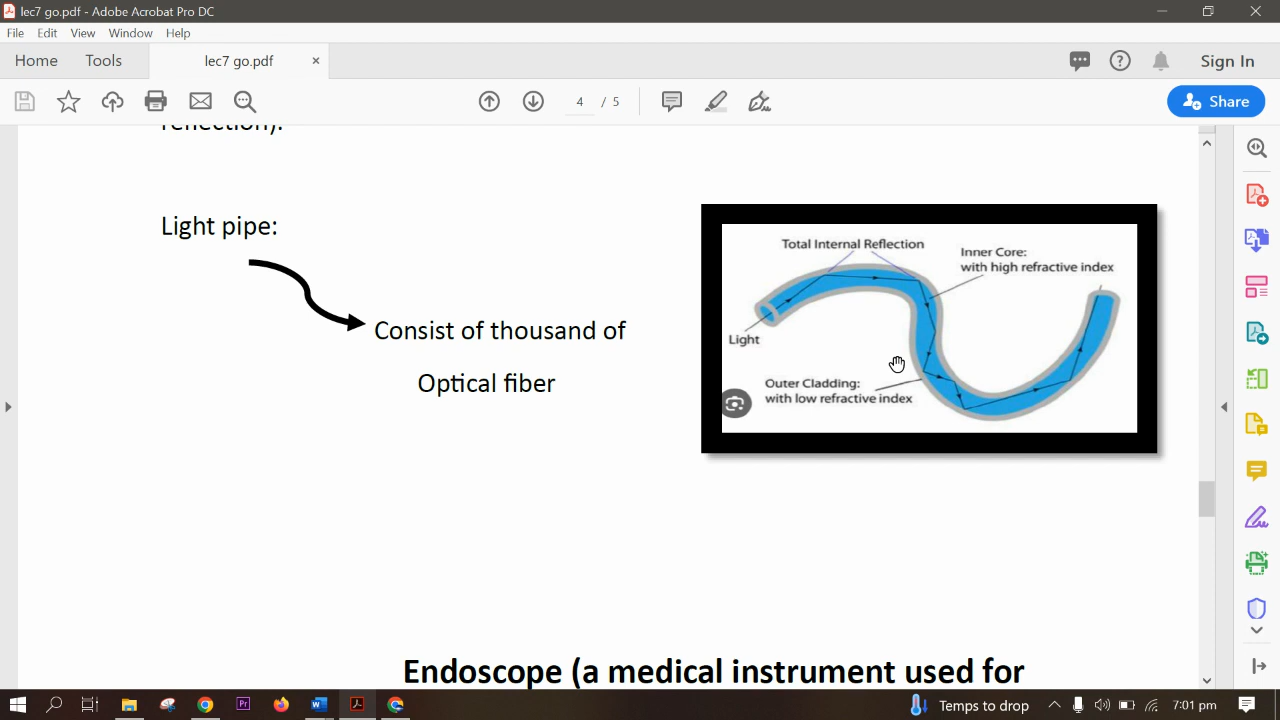 lec7 go.pdf - Adobe Acrobat Pro DC
File Edit View Window Help
Home Tools lec7 go.pdf × Sign In
4 / 5 Share
reflection).
Light pipe:
Consist of thousand of
Optical fiber
Total Internal Reflection
Inner Core:
with high refractive index
Light
Outer Cladding:
with low refractive index
Endoscope (a medical instrument used for
Temps to drop 7:01 pm